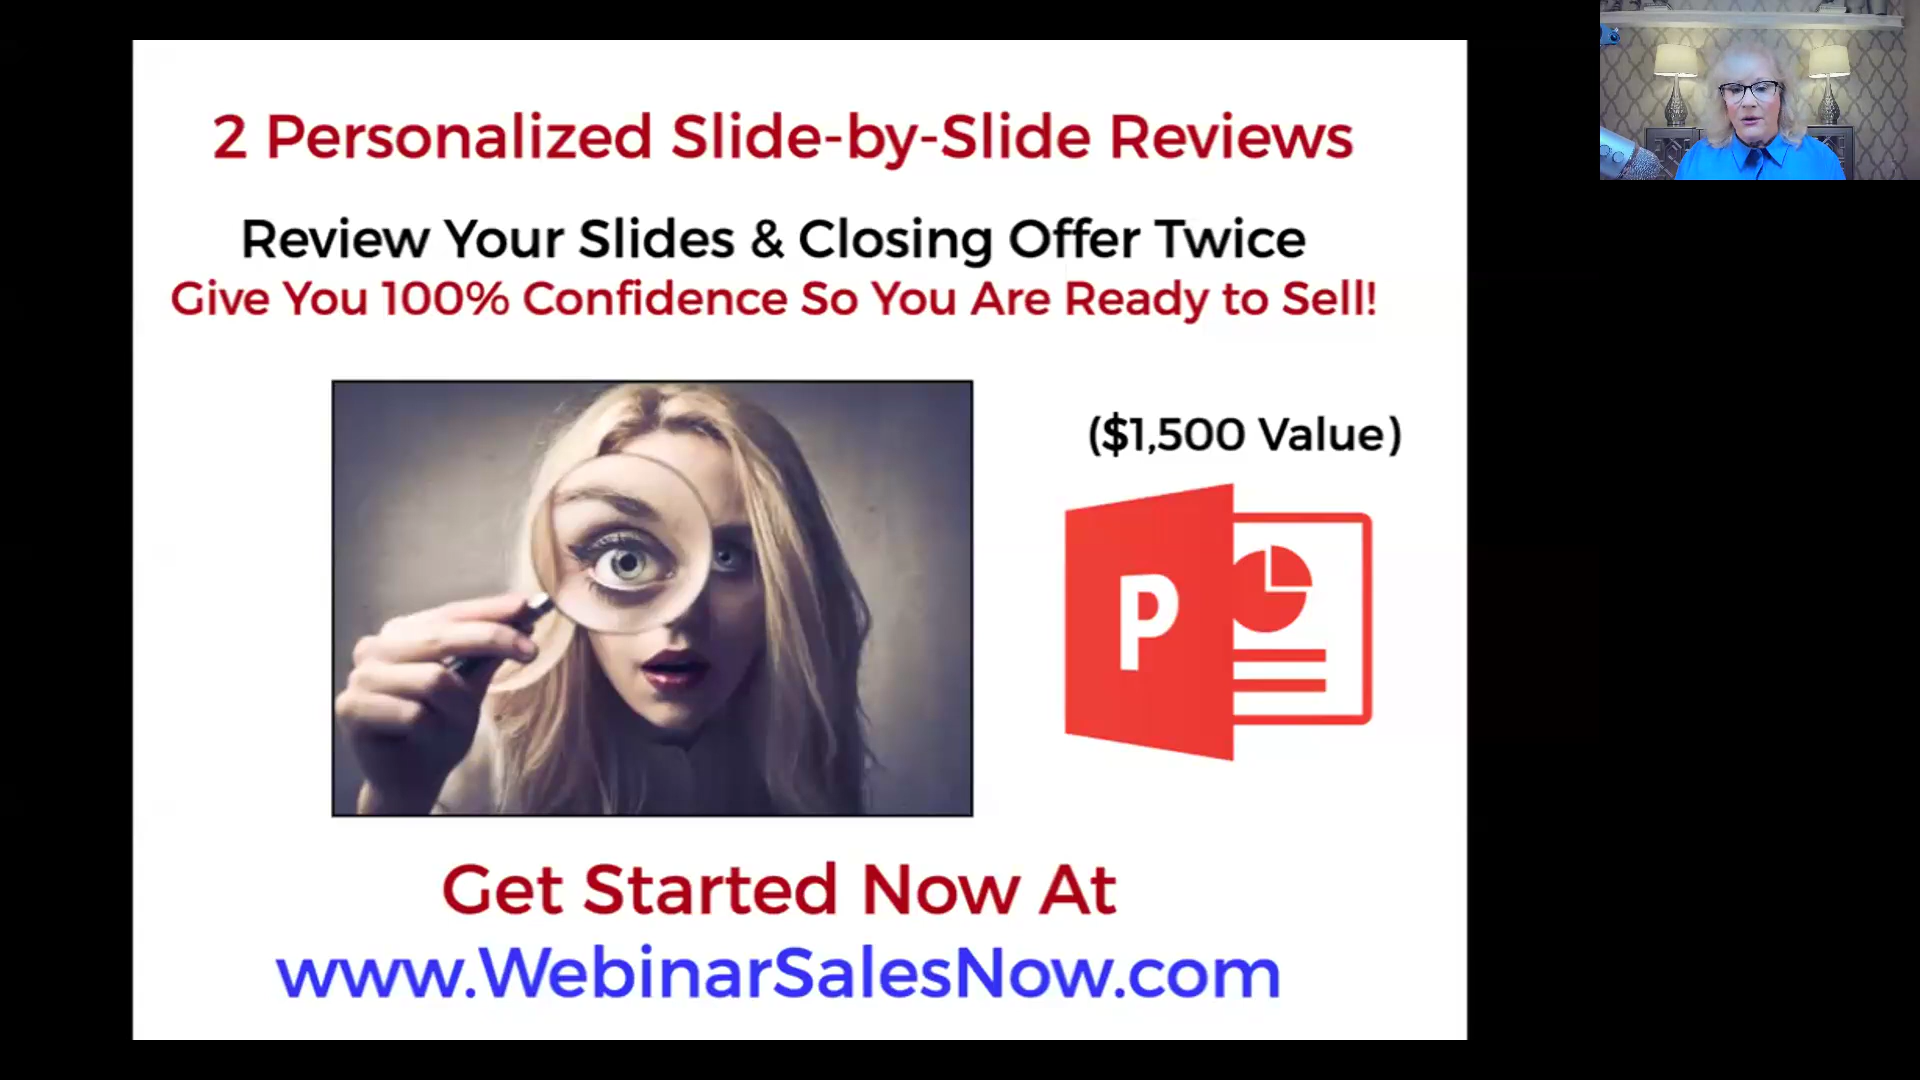 2 Personalized Slide-by-Slide Reviews
Review Your Slides & Closing Offer Twice
Give You 100% Confidence So You Are Ready to Sell!
($1,500 Value)
P
Get Started Now At
www.WebinarSalesNow.com